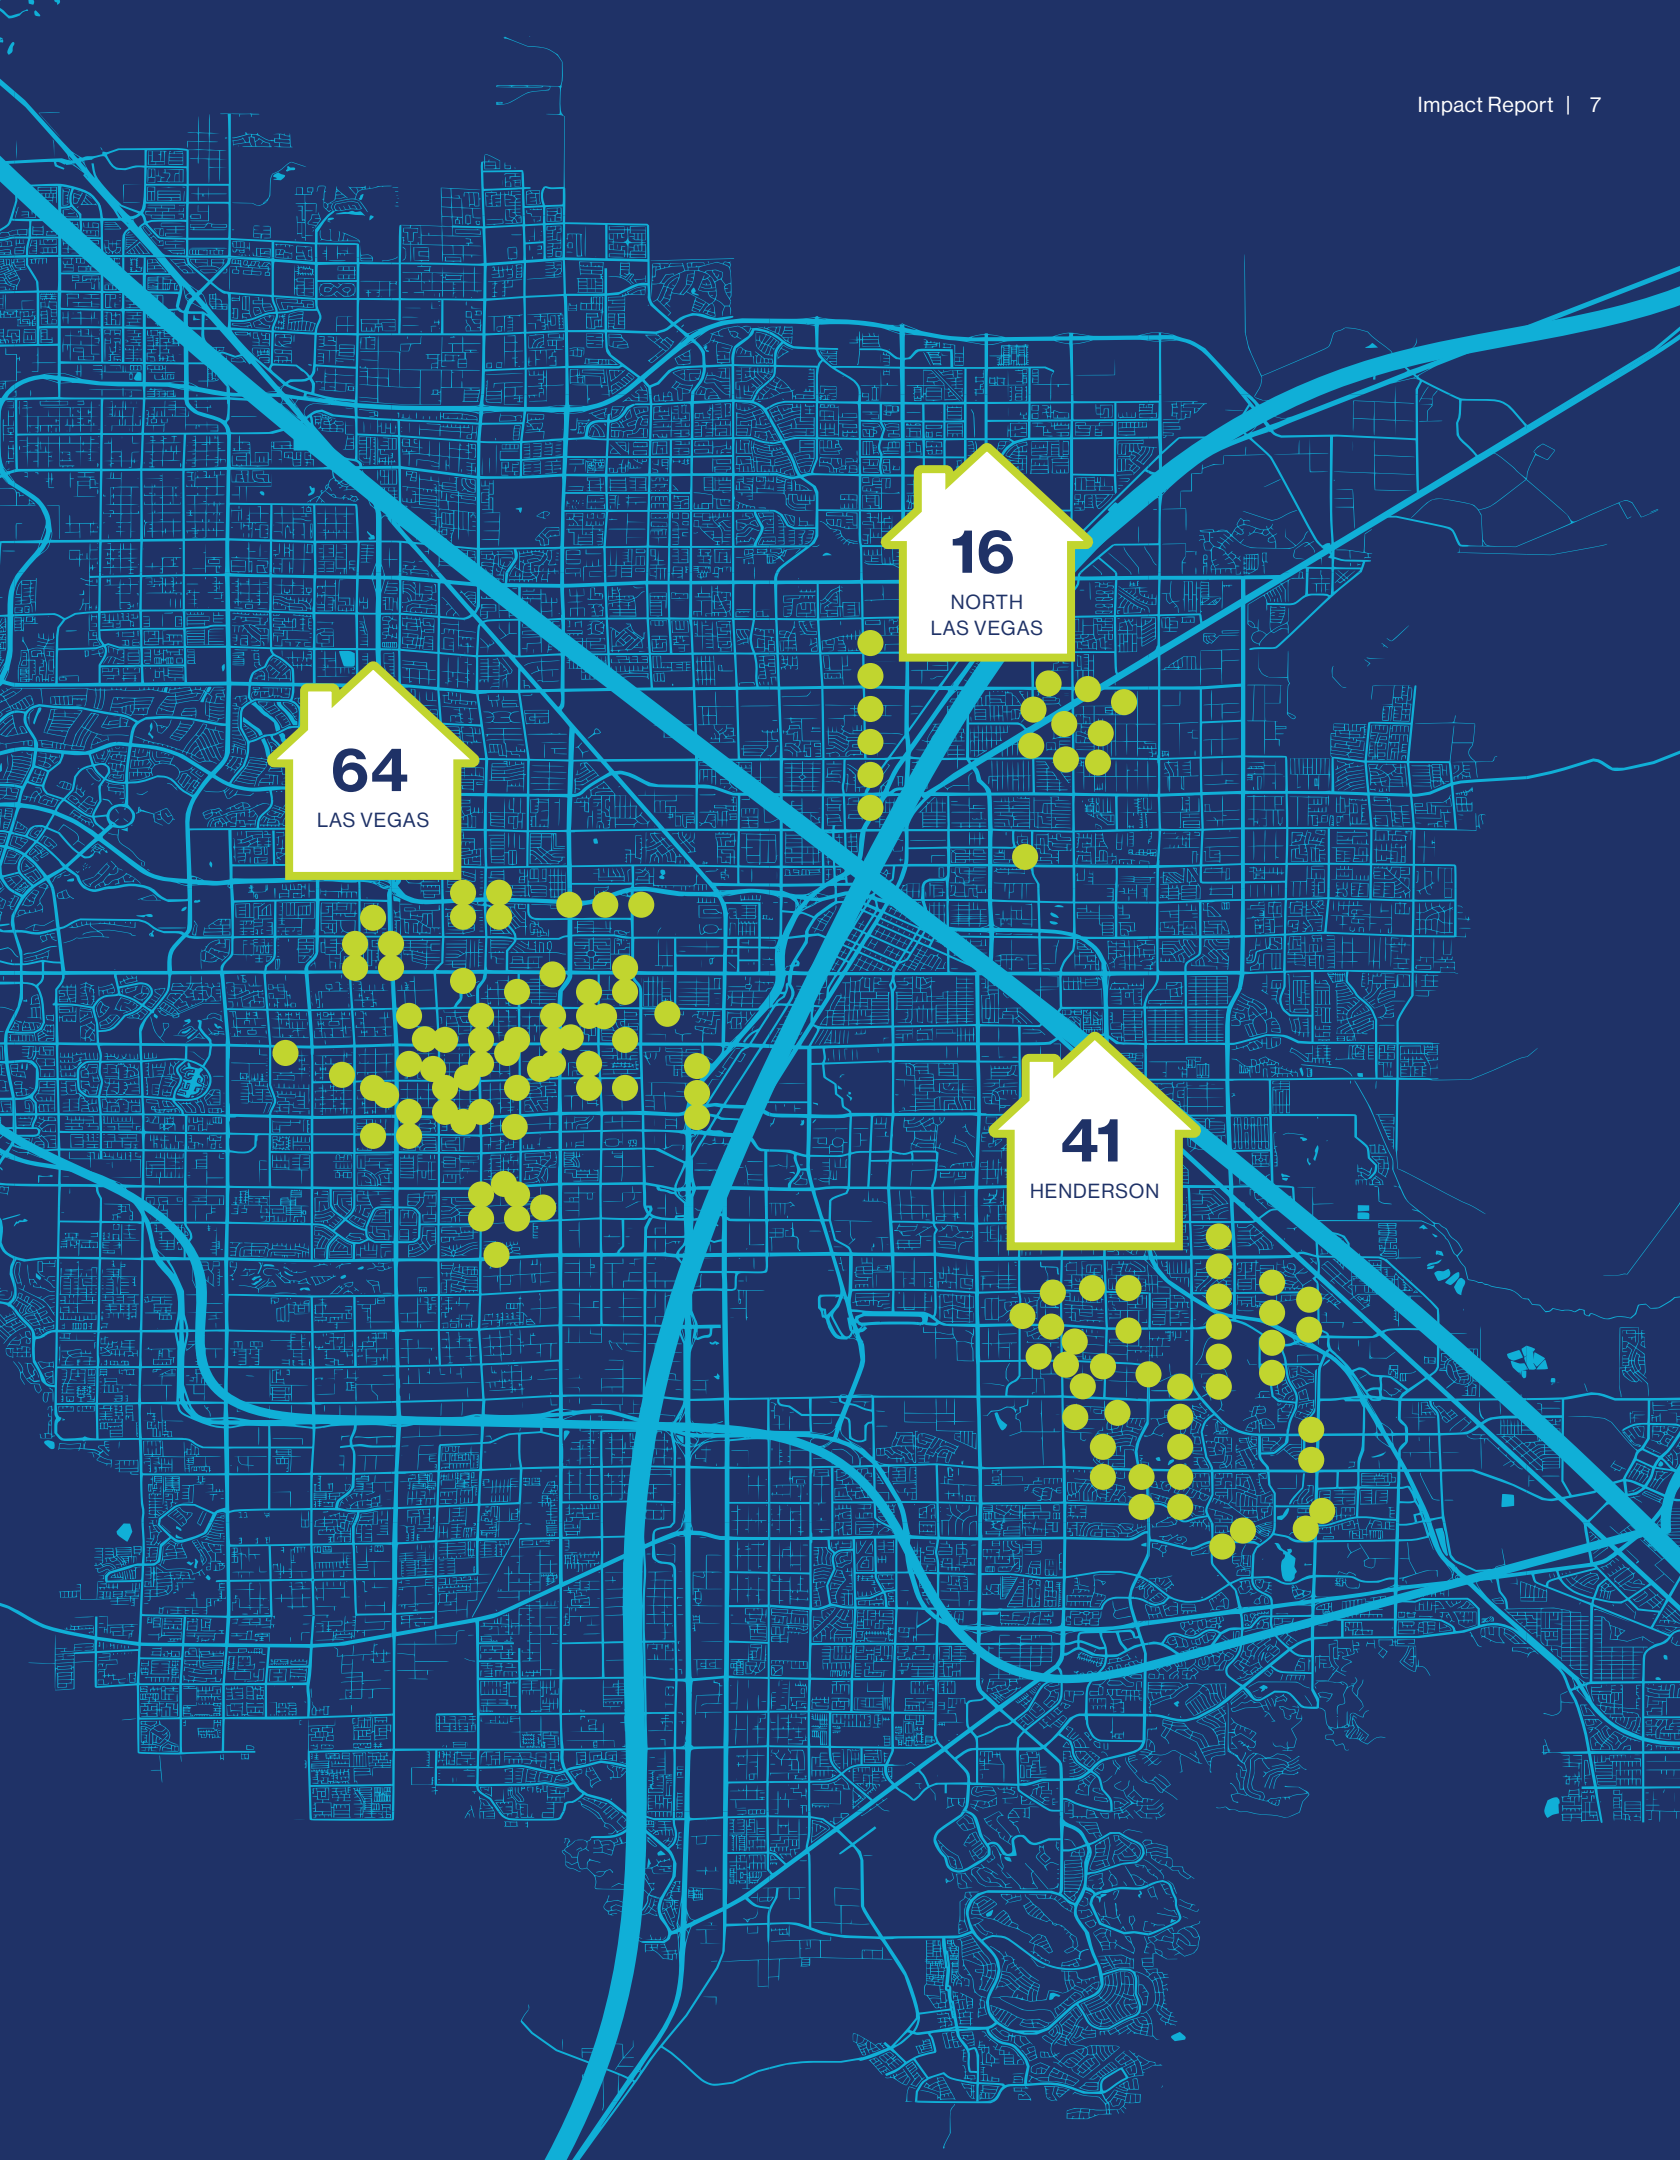 Impact Report | 7
16
NORTH
LAS VEGAS
64
LAS VEGAS
41
HENDERSON